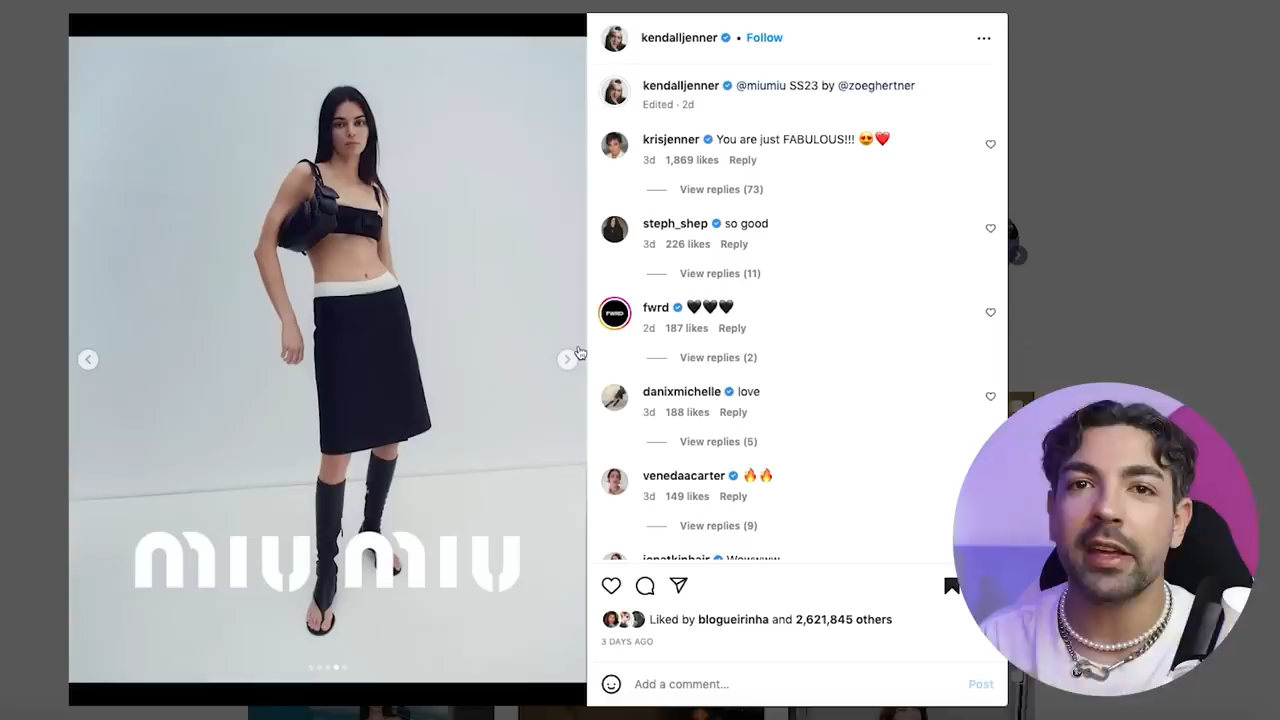 kendalljenner • Follow
kendalljenner @miumiu SS23 by @zoeghertner
Edited · 2d
krisjenner You are just FABULOUS!!! 😍❤️
3d 1,869 likes Reply
View replies (73)
steph_shep so good
3d 226 likes Reply
View replies (11)
FWRD
fwrd 🖤🖤🖤
2d 187 likes Reply
View replies (2)
danixmichelle love
3d 188 likes Reply
View replies (5)
venedaacarter 🔥🔥
3d 149 likes Reply
View replies (9)
miu miu
Liked by blogueirinha and 2,621,845 others
3 DAYS AGO
Add a comment...
Post